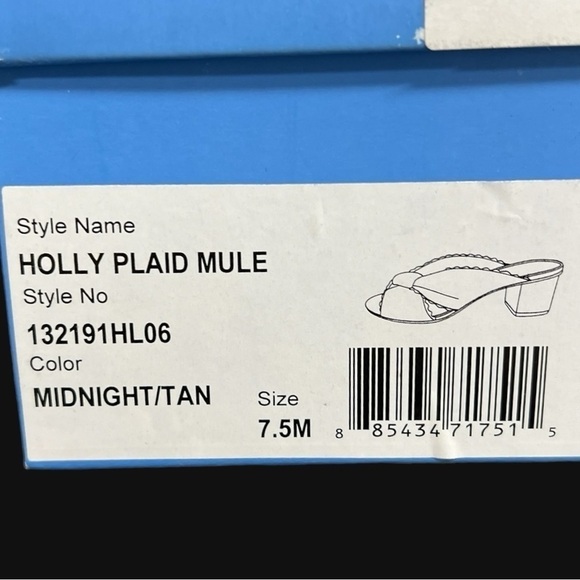 Style Name
HOLLY PLAID MULE
Style No
132191HL06
Color
MIDNIGHT/TAN
Size
7.5M
8 85434 71751 5